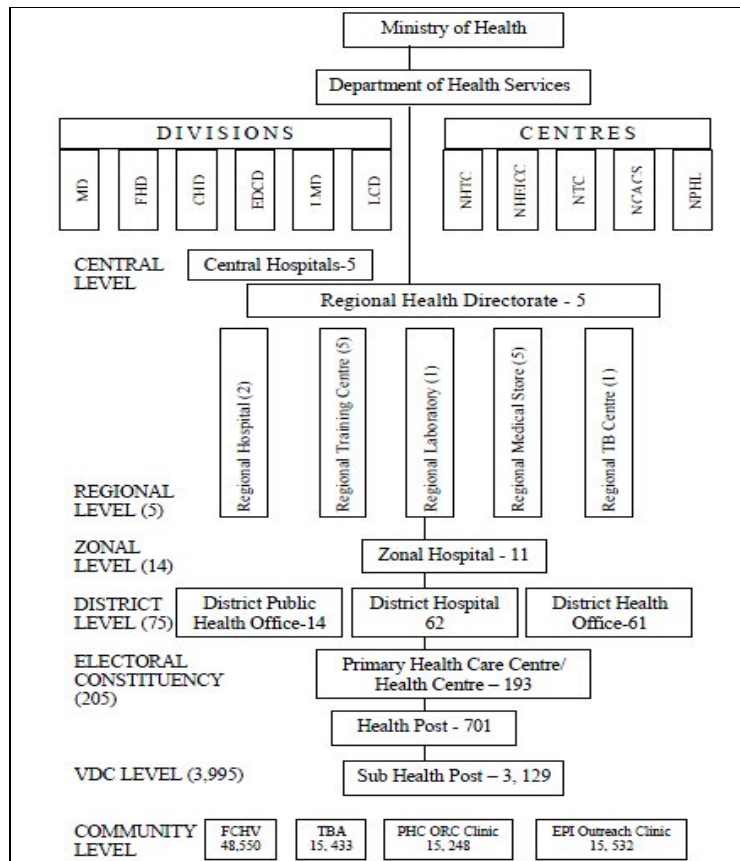 Ministry of Health
Department of Health Services
DIVISIONS
CENTRES
MD
FHD
CHD
EDCD
LMD
LCD
NHTC
NHEICC
NTC
NCACS
NPHL
CENTRAL
LEVEL
Central Hospitals-5
Regional Health Directorate - 5
Regional Hospital (2)
Regional Training Centre (5)
Regional Laboratory (1)
Regional Medical Store (5)
Regional TB Centre (1)
REGIONAL
LEVEL (5)
ZONAL
LEVEL (14)
Zonal Hospital - 11
DISTRICT
LEVEL (75)
District Public
Health Office-14
District Hospital
62
District Health
Office-61
ELECTORAL
CONSTITUENCY
(205)
Primary Health Care Centre/
Health Centre – 193
Health Post - 701
VDC LEVEL (3,995)
Sub Health Post – 3, 129
COMMUNITY
LEVEL
FCHV
48,550
TBA
15, 433
PHC ORC Clinic
15, 248
EPI Outreach Clinic
15, 532